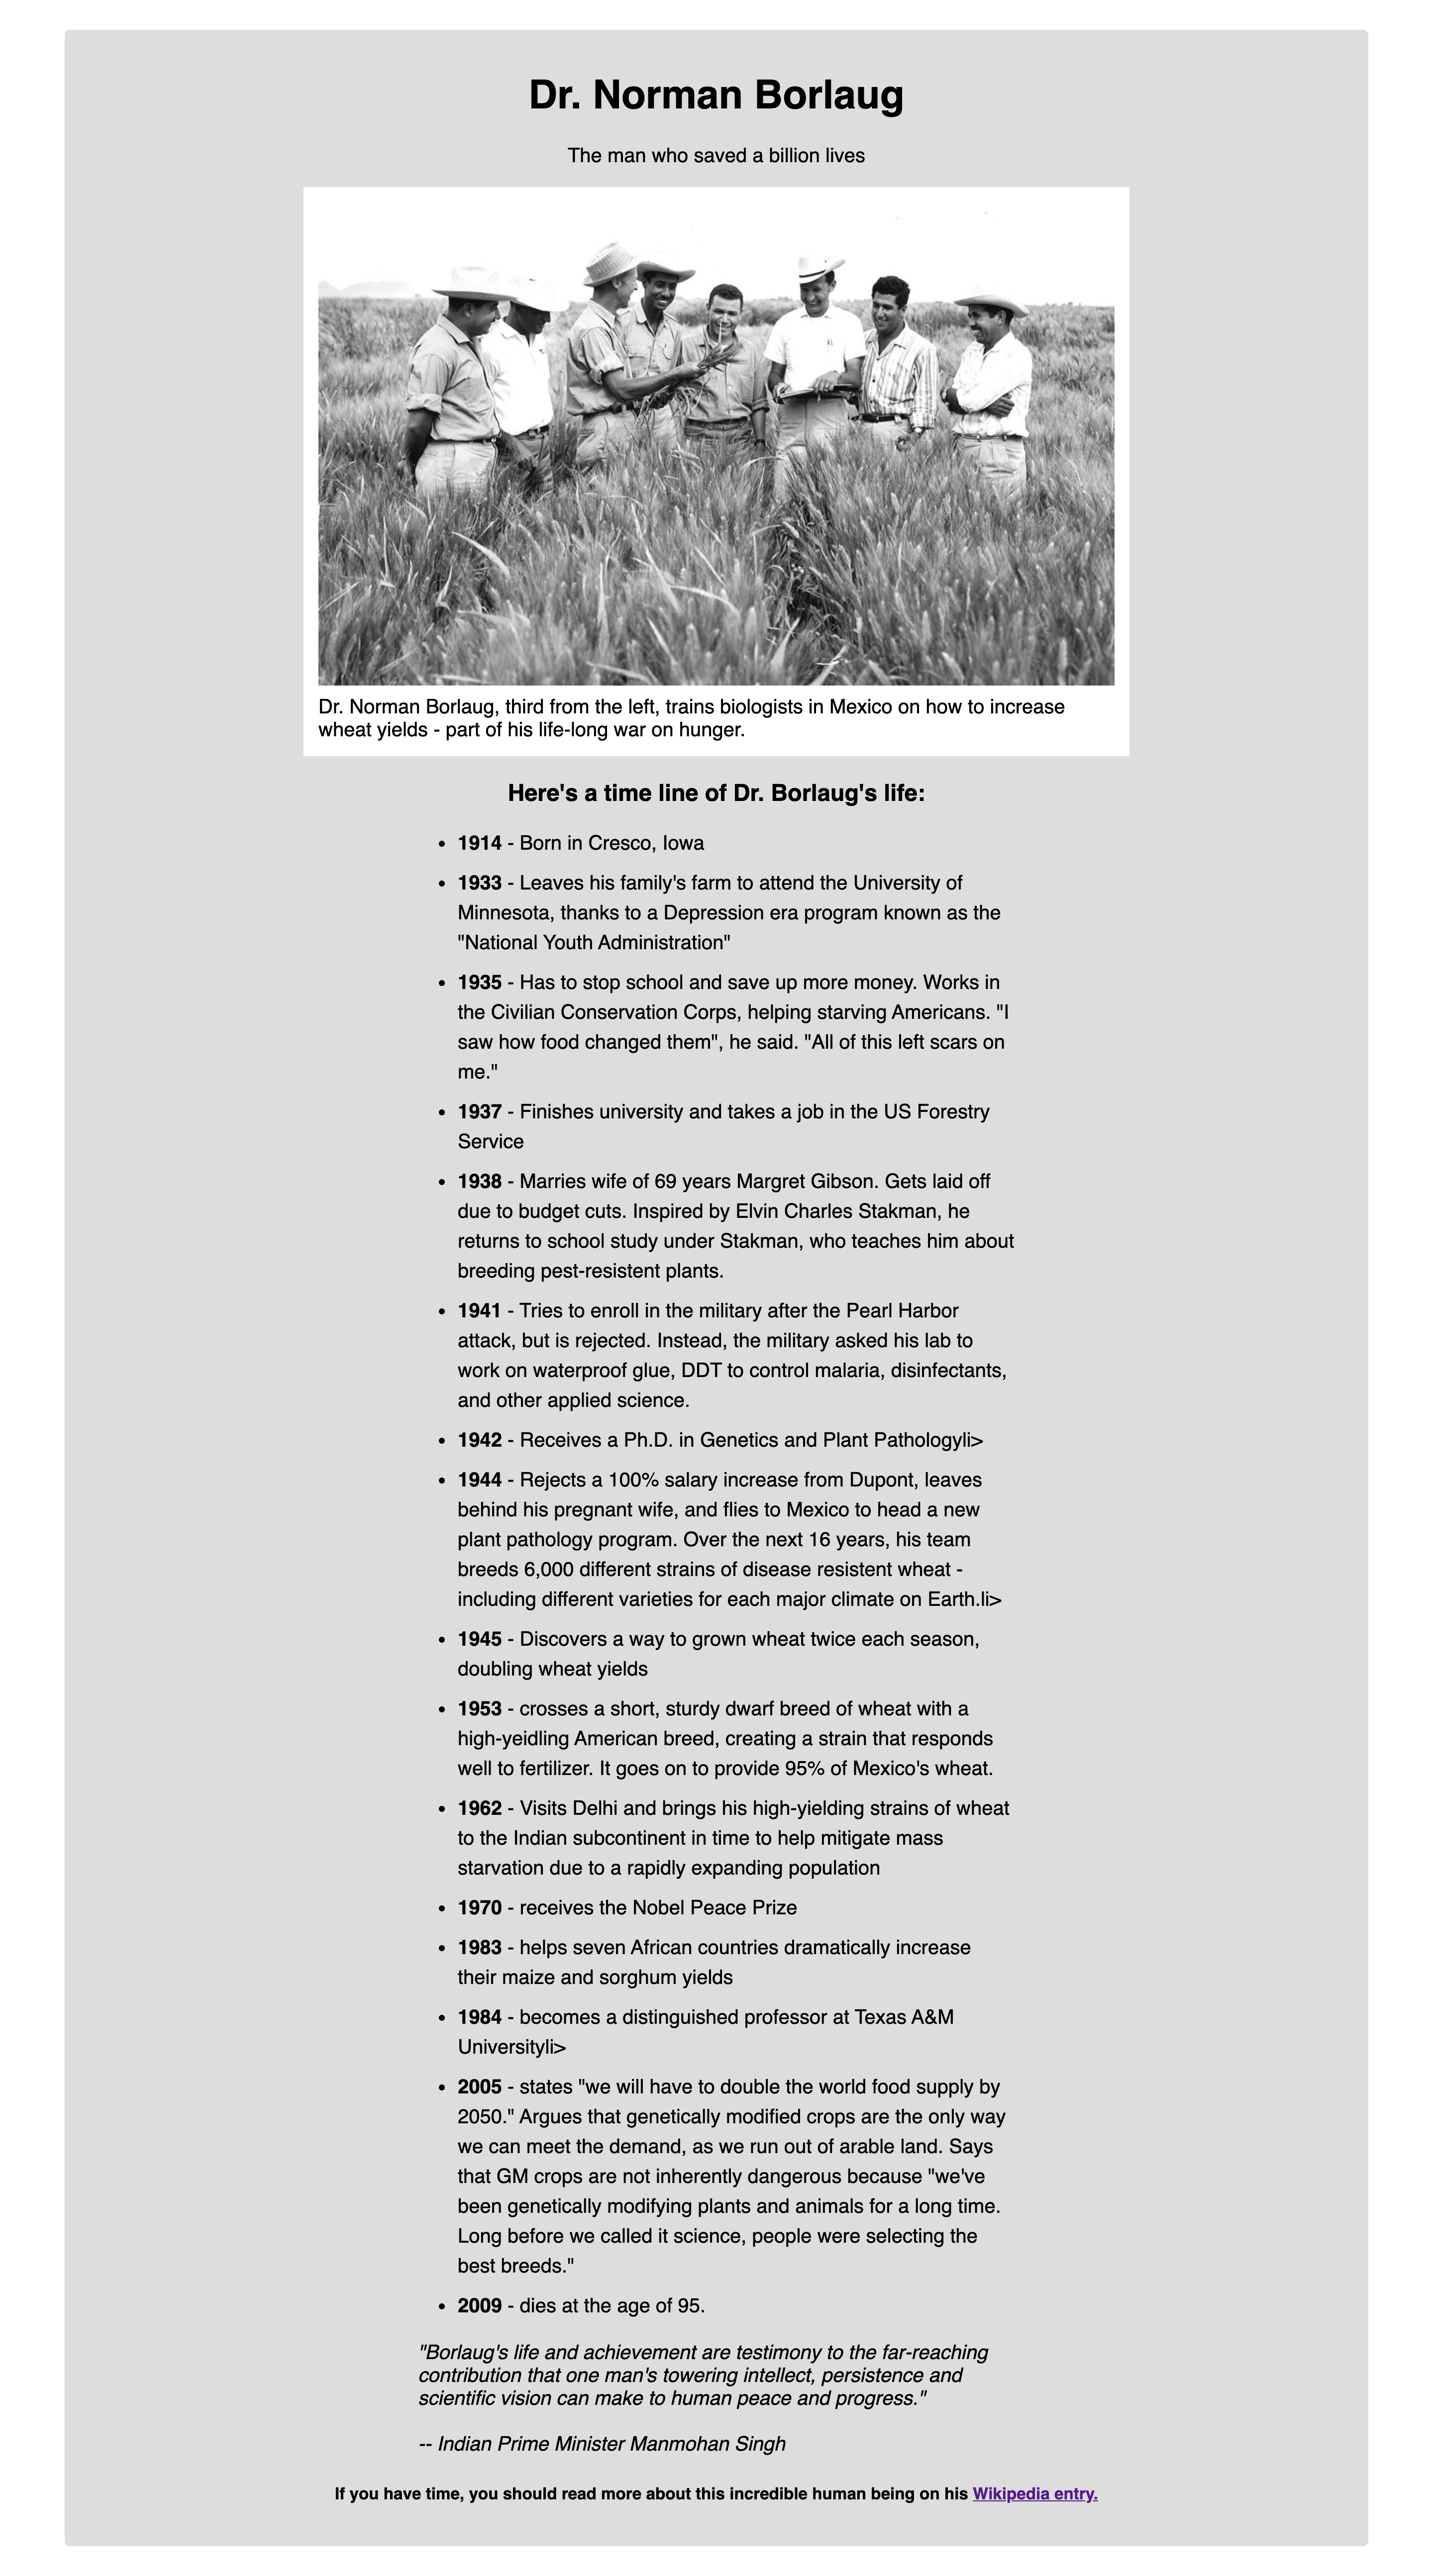 Dr. Norman Borlaug
The man who saved a billion lives
Dr. Norman Borlaug, third from the left, trains biologists in Mexico on how to increase
wheat yields - part of his life-long war on hunger.
Here's a time line of Dr. Borlaug's life:
• 1914 - Born in Cresco, Iowa
• 1933 - Leaves his family's farm to attend the University of
Minnesota, thanks to a Depression era program known as the
"National Youth Administration"
• 1935 - Has to stop school and save up more money. Works in
the Civilian Conservation Corps, helping starving Americans. "I
saw how food changed them", he said. "All of this left scars on
me."
• 1937 - Finishes university and takes a job in the US Forestry
Service
• 1938 - Marries wife of 69 years Margret Gibson. Gets laid off
due to budget cuts. Inspired by Elvin Charles Stakman, he
returns to school study under Stakman, who teaches him about
breeding pest-resistent plants.
• 1941 - Tries to enroll in the military after the Pearl Harbor
attack, but is rejected. Instead, the military asked his lab to
work on waterproof glue, DDT to control malaria, disinfectants,
and other applied science.
• 1942 - Receives a Ph.D. in Genetics and Plant Pathologyli>
• 1944 - Rejects a 100% salary increase from Dupont, leaves
behind his pregnant wife, and flies to Mexico to head a new
plant pathology program. Over the next 16 years, his team
breeds 6,000 different strains of disease resistent wheat -
including different varieties for each major climate on Earth.li>
• 1945 - Discovers a way to grown wheat twice each season,
doubling wheat yields
• 1953 - crosses a short, sturdy dwarf breed of wheat with a
high-yeidling American breed, creating a strain that responds
well to fertilizer. It goes on to provide 95% of Mexico's wheat.
• 1962 - Visits Delhi and brings his high-yielding strains of wheat
to the Indian subcontinent in time to help mitigate mass
starvation due to a rapidly expanding population
• 1970 - receives the Nobel Peace Prize
• 1983 - helps seven African countries dramatically increase
their maize and sorghum yields
• 1984 - becomes a distinguished professor at Texas A&M
Universityli>
• 2005 - states "we will have to double the world food supply by
2050." Argues that genetically modified crops are the only way
we can meet the demand, as we run out of arable land. Says
that GM crops are not inherently dangerous because "we've
been genetically modifying plants and animals for a long time.
Long before we called it science, people were selecting the
best breeds."
• 2009 - dies at the age of 95.
"Borlaug's life and achievement are testimony to the far-reaching
contribution that one man's towering intellect, persistence and
scientific vision can make to human peace and progress."
-- Indian Prime Minister Manmohan Singh
If you have time, you should read more about this incredible human being on his Wikipedia entry.